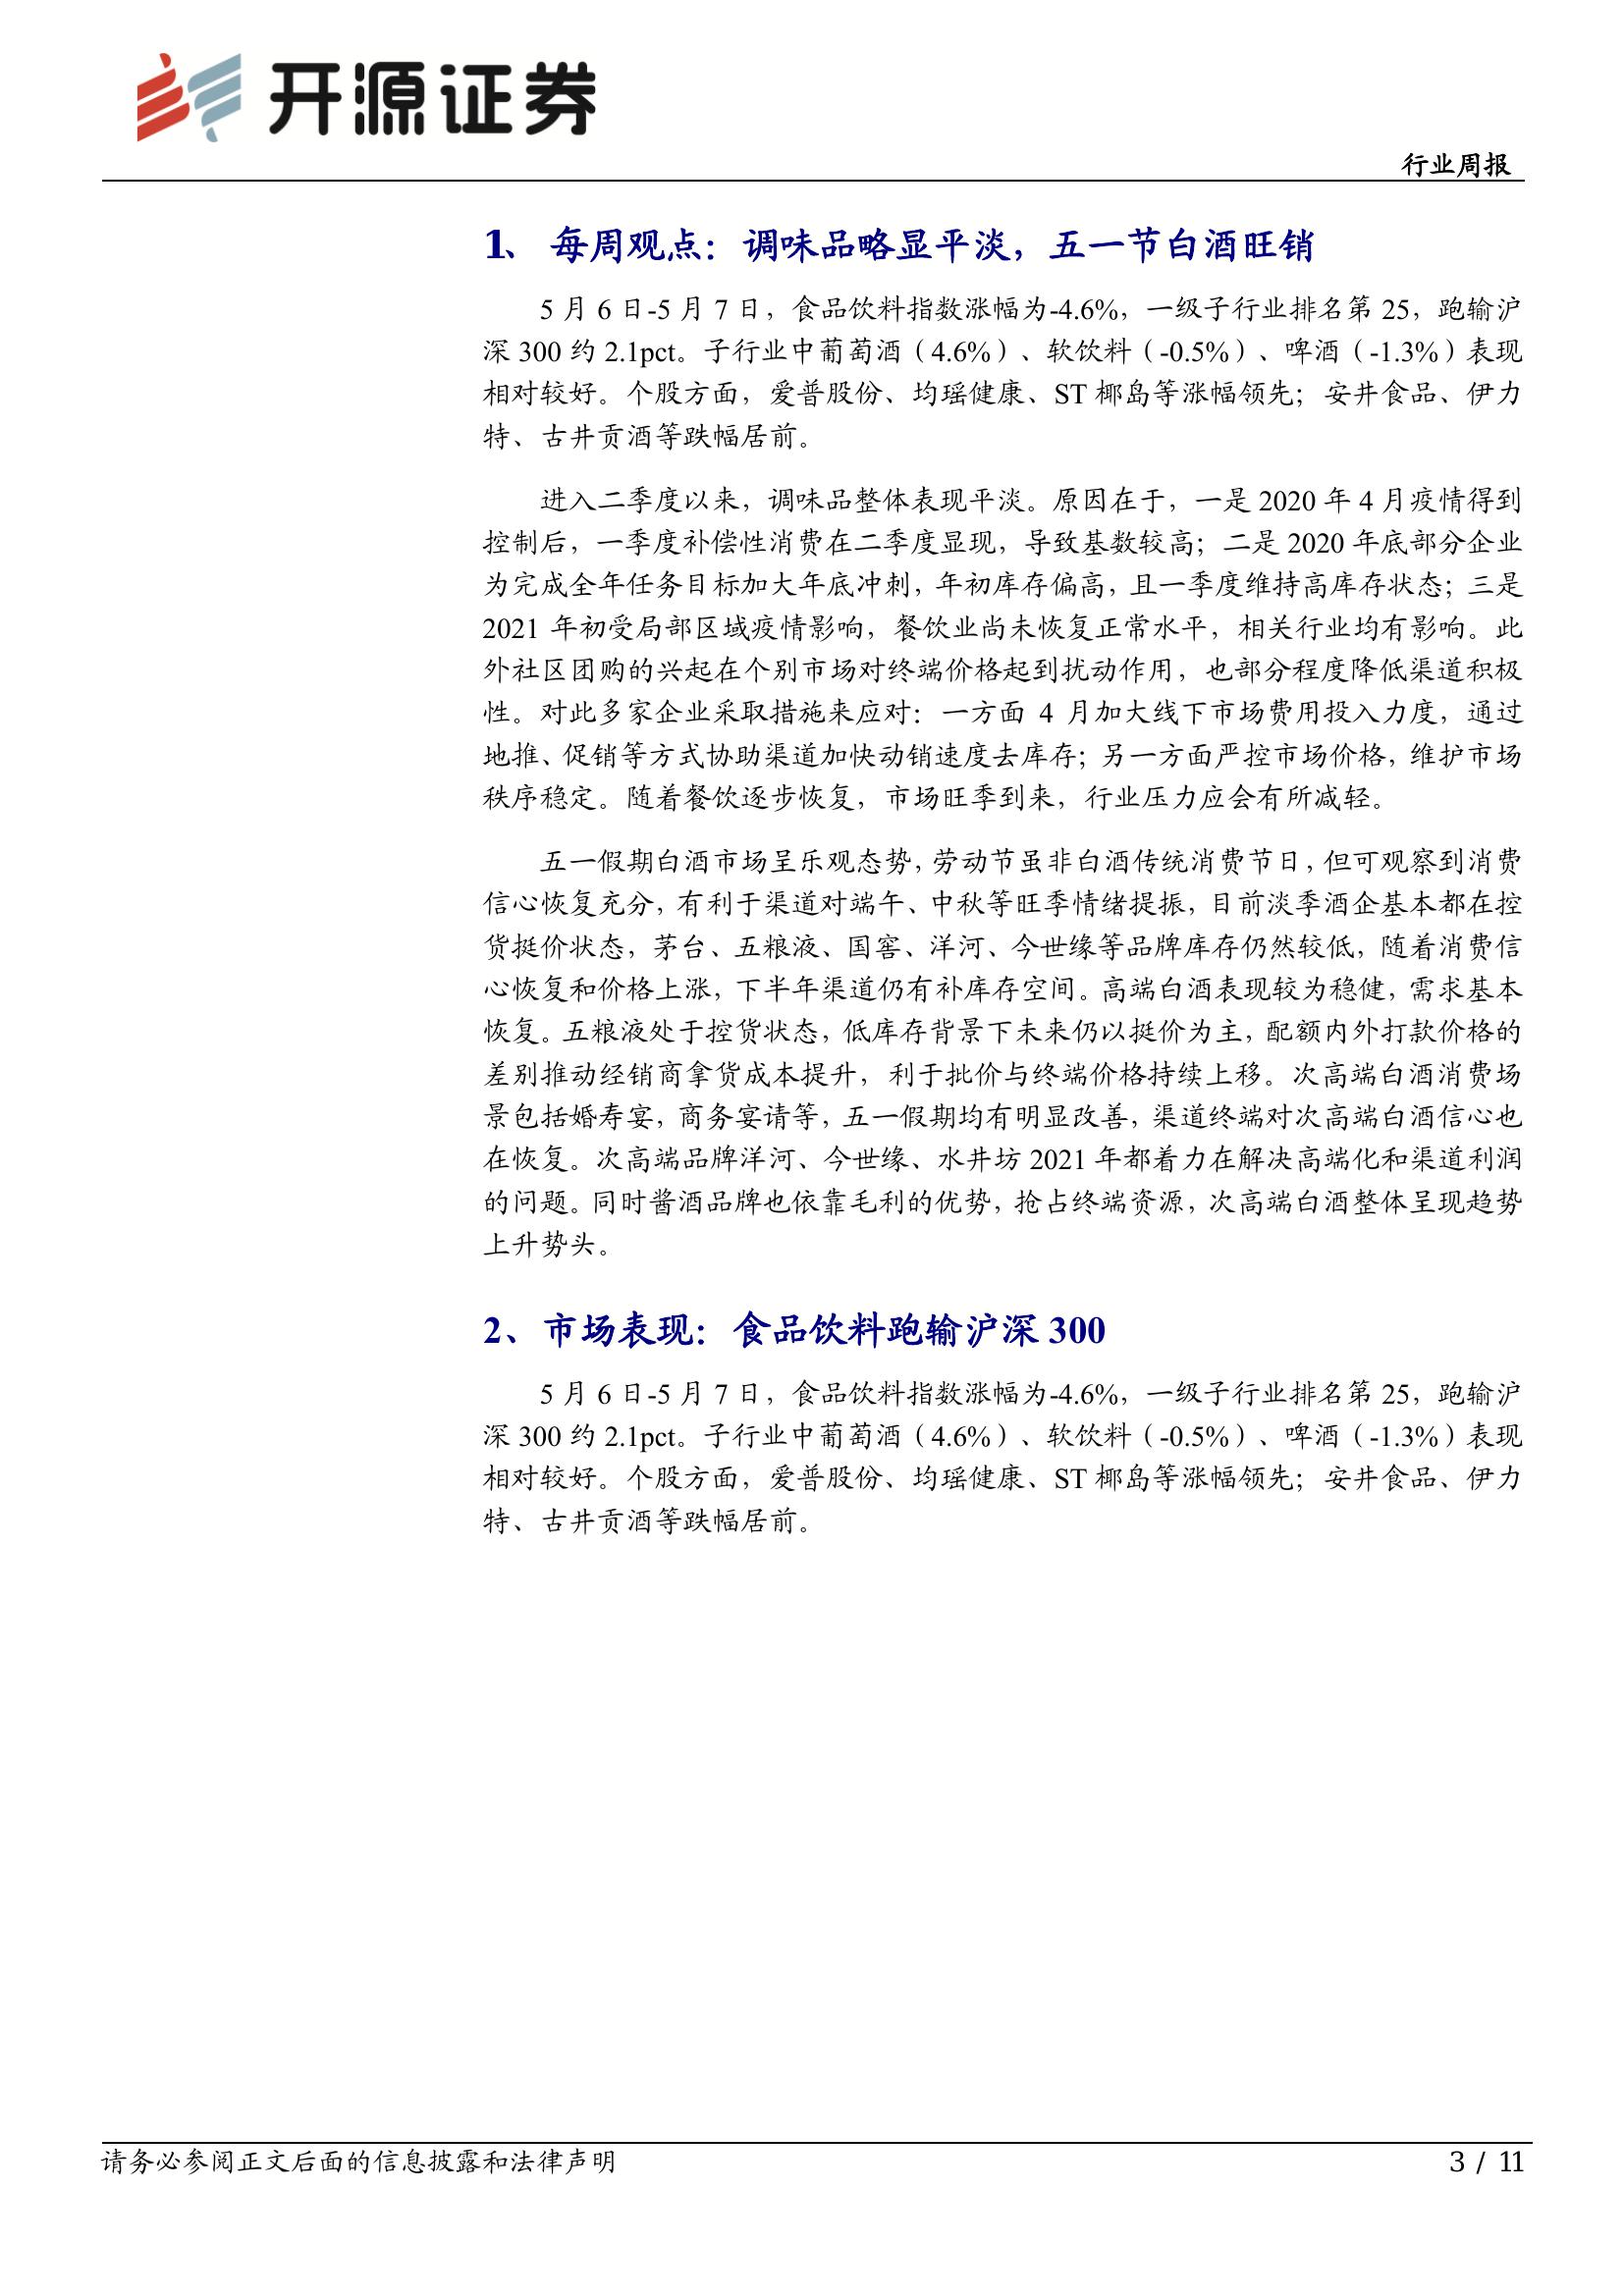 开源证券
行业周报
1、 每周观点：调味品略显平淡，五一节白酒旺销
5 月 6 日-5 月 7 日，食品饮料指数涨幅为-4.6%，一级子行业排名第 25，跑输沪
深 300 约 2.1pct。子行业中葡萄酒（4.6%）、软饮料（-0.5%）、啤酒（-1.3%）表现
相对较好。个股方面，爱普股份、均瑶健康、ST 椰岛等涨幅领先；安井食品、伊力
特、古井贡酒等跌幅居前。
进入二季度以来，调味品整体表现平淡。原因在于，一是 2020 年 4 月疫情得到
控制后，一季度补偿性消费在二季度显现，导致基数较高；二是 2020 年底部分企业
为完成全年任务目标加大年底冲刺，年初库存偏高，且一季度维持高库存状态；三是
2021 年初受局部区域疫情影响，餐饮业尚未恢复正常水平，相关行业均有影响。此
外社区团购的兴起在个别市场对终端价格起到扰动作用，也部分程度降低渠道积极
性。对此多家企业采取措施来应对：一方面 4 月加大线下市场费用投入力度，通过
地推、促销等方式协助渠道加快动销速度去库存；另一方面严控市场价格，维护市场
秩序稳定。随着餐饮逐步恢复，市场旺季到来，行业压力应会有所减轻。
五一假期白酒市场呈乐观态势，劳动节虽非白酒传统消费节日，但可观察到消费
信心恢复充分，有利于渠道对端午、中秋等旺季情绪提振，目前淡季酒企基本都在控
货挺价状态，茅台、五粮液、国窖、洋河、今世缘等品牌库存仍然较低，随着消费信
心恢复和价格上涨，下半年渠道仍有补库存空间。高端白酒表现较为稳健，需求基本
恢复。五粮液处于控货状态，低库存背景下未来仍以挺价为主，配额内外打款价格的
差别推动经销商拿货成本提升，利于批价与终端价格持续上移。次高端白酒消费场
景包括婚寿宴，商务宴请等，五一假期均有明显改善，渠道终端对次高端白酒信心也
在恢复。次高端品牌洋河、今世缘、水井坊 2021 年都着力在解决高端化和渠道利润
的问题。同时酱酒品牌也依靠毛利的优势，抢占终端资源，次高端白酒整体呈现趋势
上升势头。
2、市场表现：食品饮料跑输沪深 300
5 月 6 日-5 月 7 日，食品饮料指数涨幅为-4.6%，一级子行业排名第 25，跑输沪
深 300 约 2.1pct。子行业中葡萄酒（4.6%）、软饮料（-0.5%）、啤酒（-1.3%）表现
相对较好。个股方面，爱普股份、均瑶健康、ST 椰岛等涨幅领先；安井食品、伊力
特、古井贡酒等跌幅居前。
请务必参阅正文后面的信息披露和法律声明
3 / 11